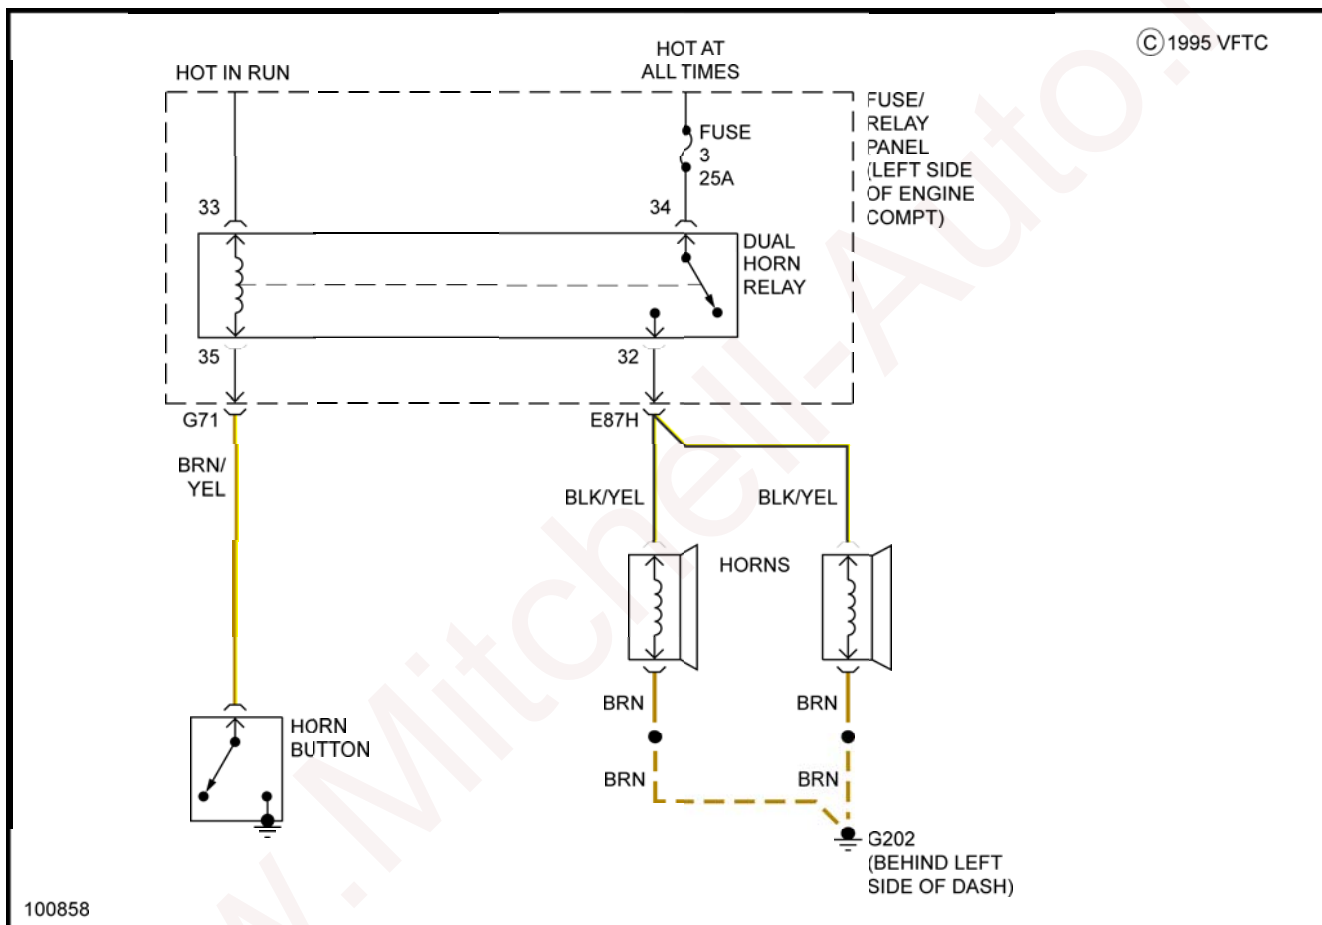 © 1995 VFTC
HOT IN RUN
HOT AT
ALL TIMES
FUSE
3
25A
FUSE/
RELAY
PANEL
(LEFT SIDE
OF ENGINE
COMPT)
33
34
DUAL
HORN
RELAY
35
32
G71
E87H
BRN/
YEL
BLK/YEL
BLK/YEL
HORNS
BRN
BRN
HORN
BUTTON
BRN
BRN
G202
(BEHIND LEFT
SIDE OF DASH)
100858
w.Mitchell-Auto.